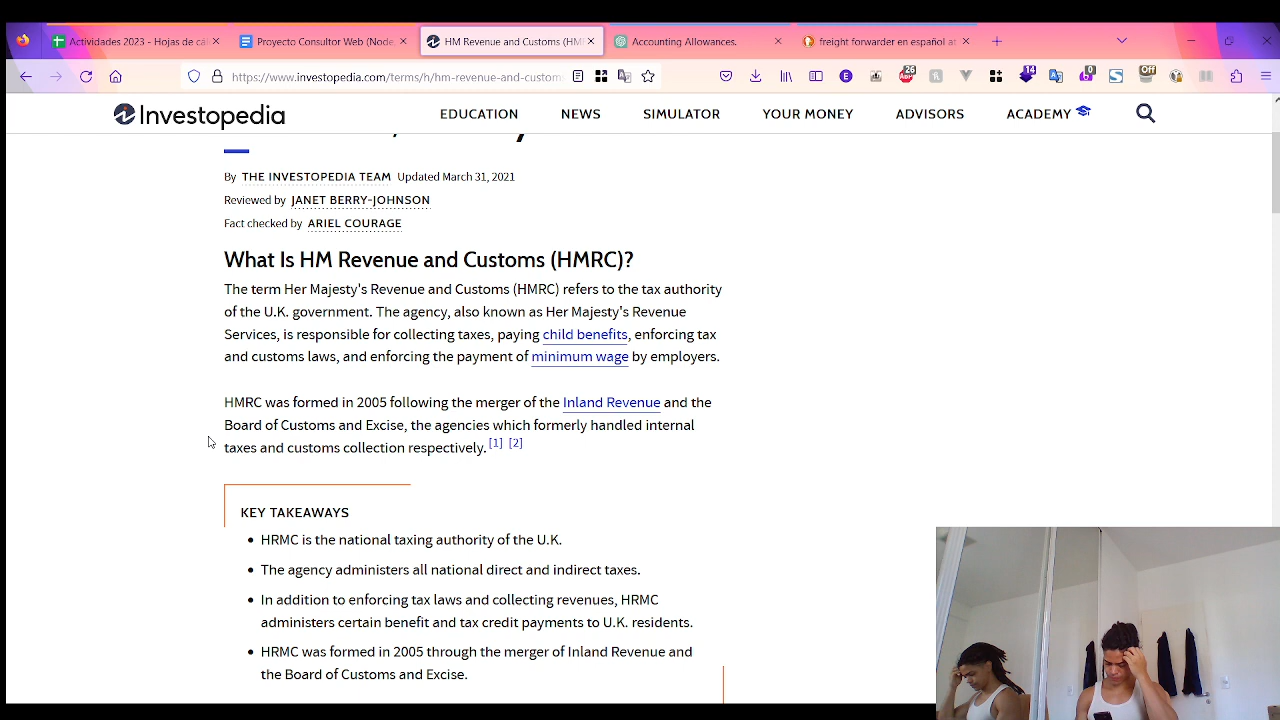 Actividades 2023 - Hojas de cál
Proyecto Consultor Web (Node,
HM Revenue and Customs (HMR
Accounting Allowances.
freight forwarder en español at
https://www.investopedia.com/terms/h/hm-revenue-and-custom
E
26
14
0
Off
Investopedia
EDUCATION
NEWS
SIMULATOR
YOUR MONEY
ADVISORS
ACADEMY
By THE INVESTOPEDIA TEAM Updated March 31, 2021
Reviewed by JANET BERRY-JOHNSON
Fact checked by ARIEL COURAGE
What Is HM Revenue and Customs (HMRC)?
The term Her Majesty's Revenue and Customs (HMRC) refers to the tax authority
of the U.K. government. The agency, also known as Her Majesty's Revenue
Services, is responsible for collecting taxes, paying child benefits, enforcing tax
and customs laws, and enforcing the payment of minimum wage by employers.
HMRC was formed in 2005 following the merger of the Inland Revenue and the
Board of Customs and Excise, the agencies which formerly handled internal
taxes and customs collection respectively. [1] [2]
KEY TAKEAWAYS
HRMC is the national taxing authority of the U.K.
The agency administers all national direct and indirect taxes.
In addition to enforcing tax laws and collecting revenues, HRMC
administers certain benefit and tax credit payments to U.K. residents.
HRMC was formed in 2005 through the merger of Inland Revenue and
the Board of Customs and Excise.